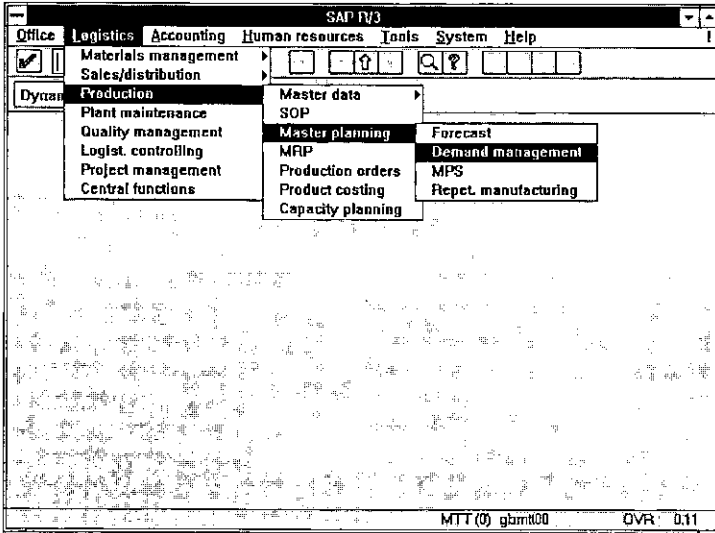 SAP R/3
Office Logistics Accounting Human resources Tools System Help
Materials management
Sales/distribution
Production
Plant maintenance
Quality management
Logist. controlling
Project management
Central functions
Master data
SOP
Master planning
MRP
Production orders
Product costing
Capacity planning
Forecast
Demand management
MPS
Repet. manufacturing
Dynam
MTT (0) gbmt00 OVR 0.11